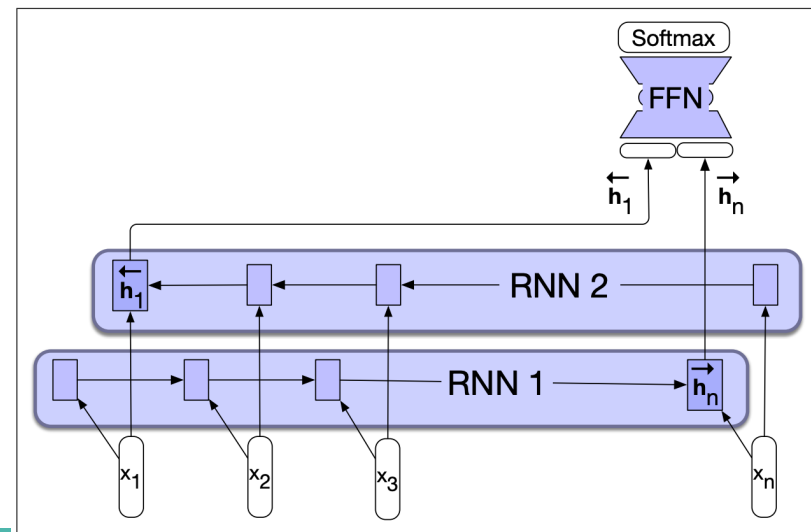 Softmax
FFN
←h₁ →hₙ
←h₁ RNN 2
RNN 1 →hₙ
x₁ x₂ x₃ xₙ